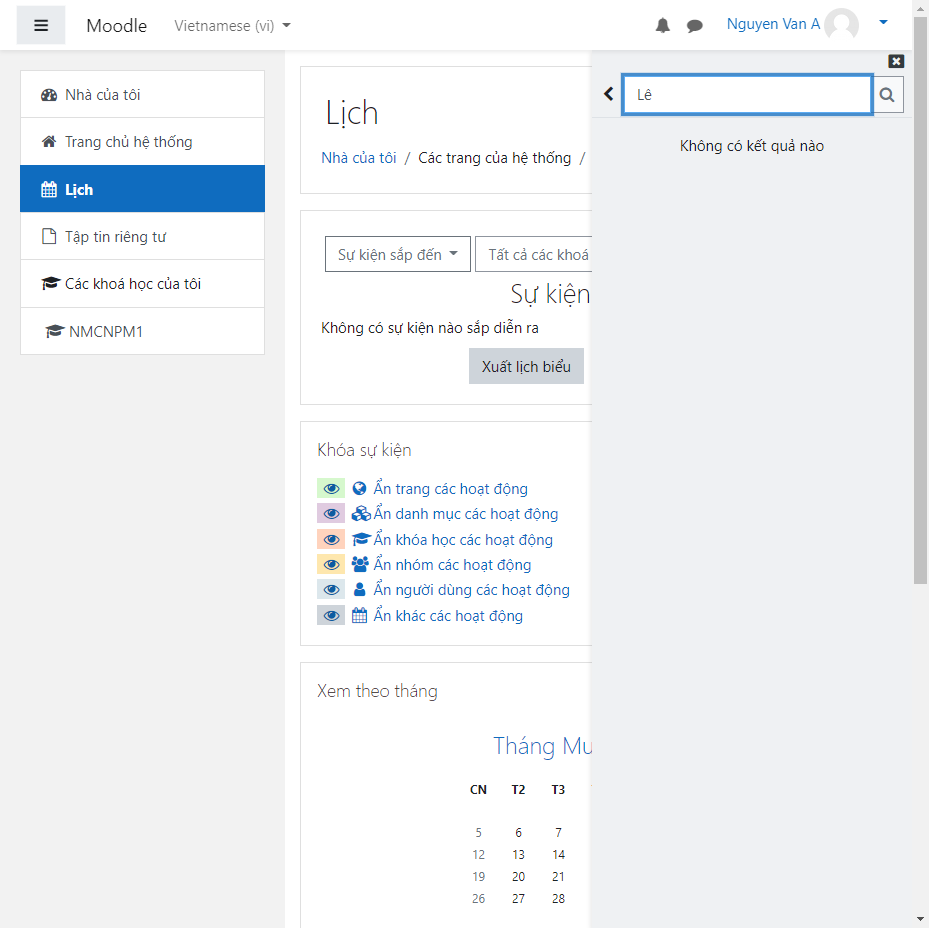 Moodle
Vietnamese (vi)
Nguyen Van A
Nhà của tôi
Trang chủ hệ thống
Lịch
Tập tin riêng tư
Các khoá học của tôi
NMCNPM1
Lịch
Nhà của tôi / Các trang của hệ thống /
Sự kiện sắp đến
Tất cả các khoá
Sự kiện
Không có sự kiện nào sắp diễn ra
Xuất lịch biểu
Khóa sự kiện
Ẩn trang các hoạt động
Ẩn danh mục các hoạt động
Ẩn khóa học các hoạt động
Ẩn nhóm các hoạt động
Ẩn người dùng các hoạt động
Ẩn khác các hoạt động
Xem theo tháng
Tháng Mư
CN T2 T3
5 6 7
12 13 14
19 20 21
26 27 28
Lê
Không có kết quả nào